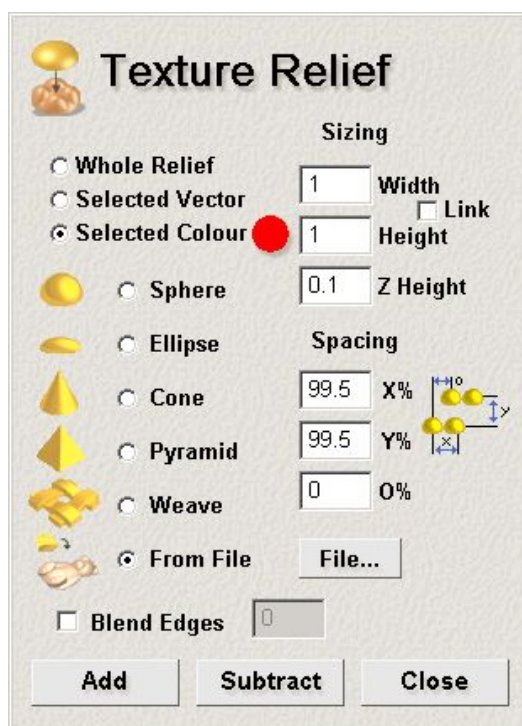 Texture Relief
Sizing
Whole Relief
Selected Vector
Selected Colour
1 Width
Link
1 Height
0.1 Z Height
Sphere
Ellipse
Cone
Pyramid
Weave
From File
Spacing
99.5 X%
99.5 Y%
0 O%
o
y
x
File...
Blend Edges 0
Add Subtract Close